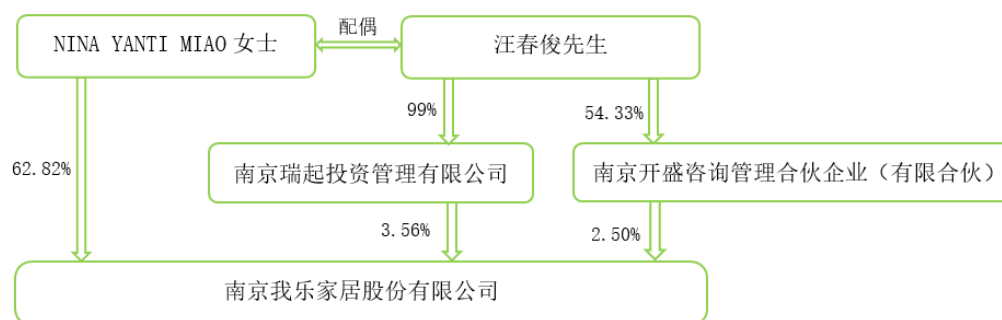 NINA YANTI MIAO 女士
配偶
汪春俊先生
62.82%
99%
54.33%
南京瑞起投资管理有限公司
南京开盛咨询管理合伙企业（有限合伙）
3.56%
2.50%
南京我乐家居股份有限公司